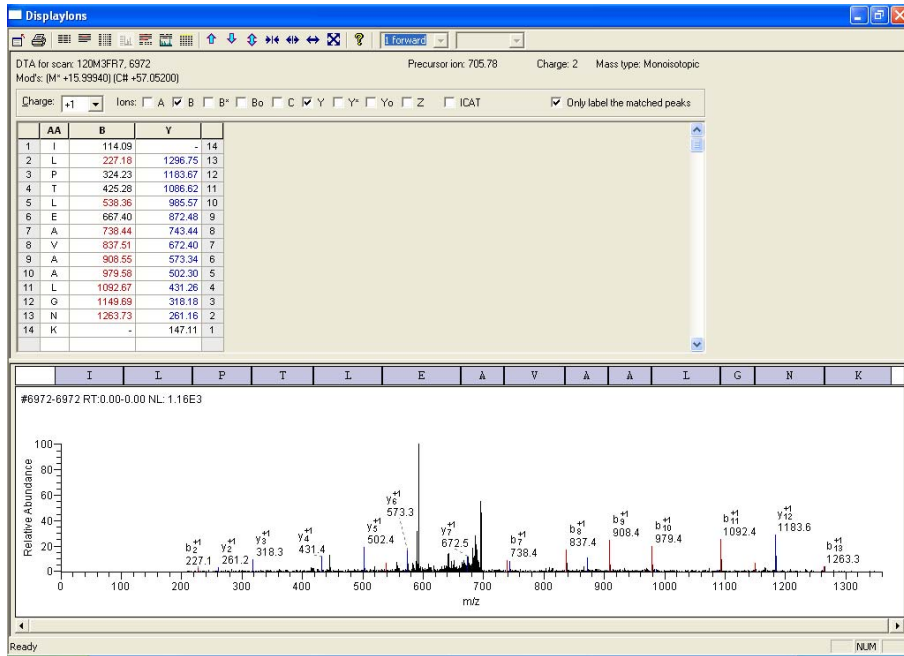 DisplayIons
1 forward
DTA for scan: 120M3FR7, 6972 Precursor ion: 705.78 Charge: 2 Mass type: Monoisotopic
Mod's: (M* +15.99940) (C# +57.05200)
Charge: +1 Ions: A B B* Bo C Y Y* Yo Z ICAT Only label the matched peaks
AA B Y
1 I 114.09 - 14
2 L 227.18 1296.75 13
3 P 324.23 1183.67 12
4 T 425.28 1086.62 11
5 L 538.36 985.57 10
6 E 667.40 872.48 9
7 A 738.44 743.44 8
8 V 837.51 672.40 7
9 A 908.55 573.34 6
10 A 979.58 502.30 5
11 L 1092.67 431.26 4
12 G 1149.69 318.18 3
13 N 1263.73 261.16 2
14 K - 147.11 1
I L P T L E A V A A L G N K
#6972-6972 RT:0.00-0.00 NL: 1.16E3
Relative Abundance
100
80
60
40
20
0
b2+1 227.1
y2+1 261.2
y3+1 318.3
y4+1 431.4
y5+1 502.4
y6+1 573.3
y7+1 672.5
b7+1 738.4
b8+1 837.4
b9+1 908.4
b10+1 979.4
b11+1 1092.4
y12+1 1183.6
b13+1 1263.3
0 100 200 300 400 500 600 700 800 900 1000 1100 1200 1300
m/z
Ready NUM